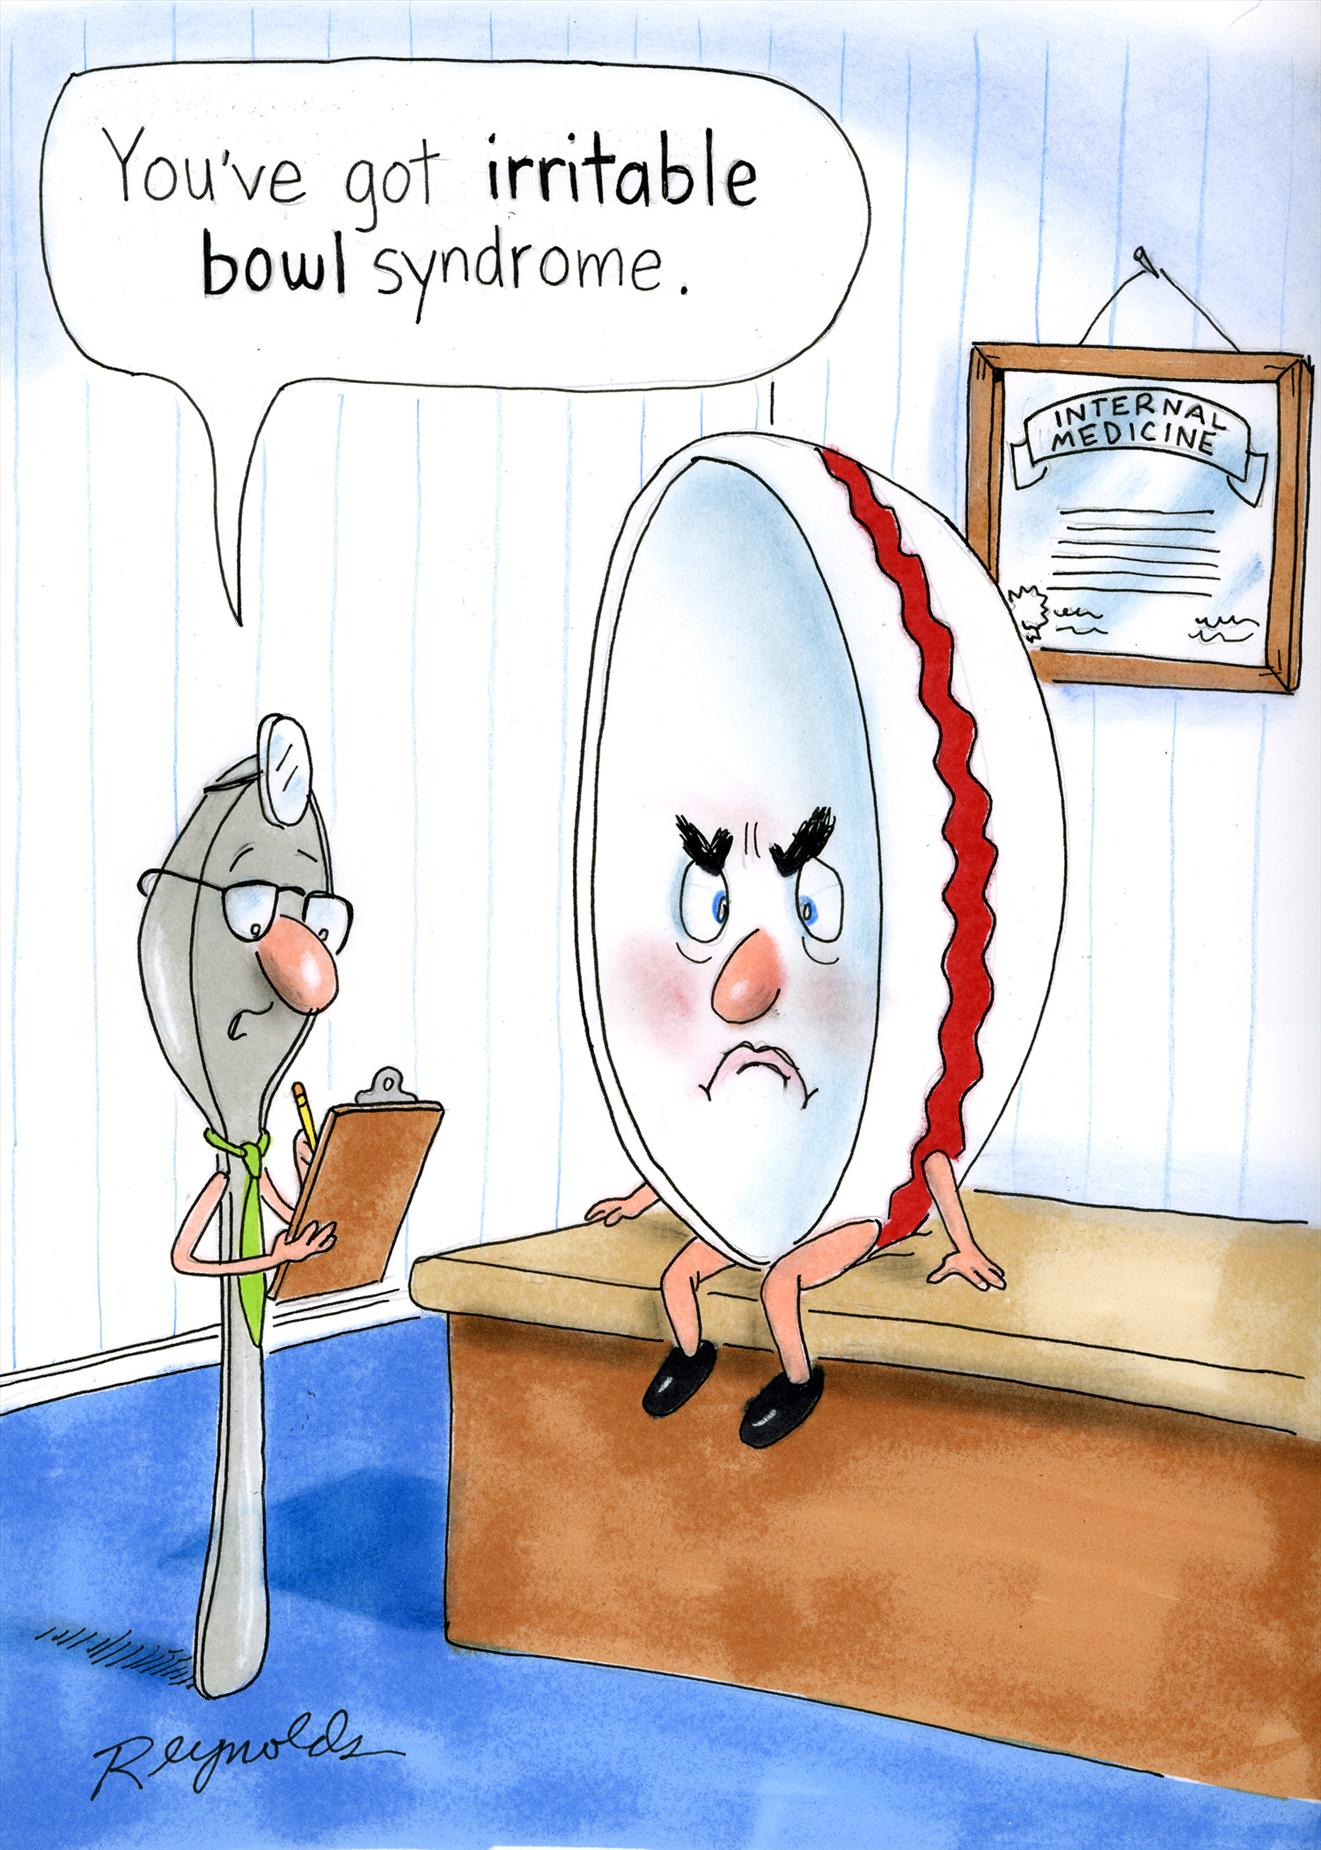 You've got irritable
bowl syndrome.
INTERNAL
MEDICINE
Reynolds